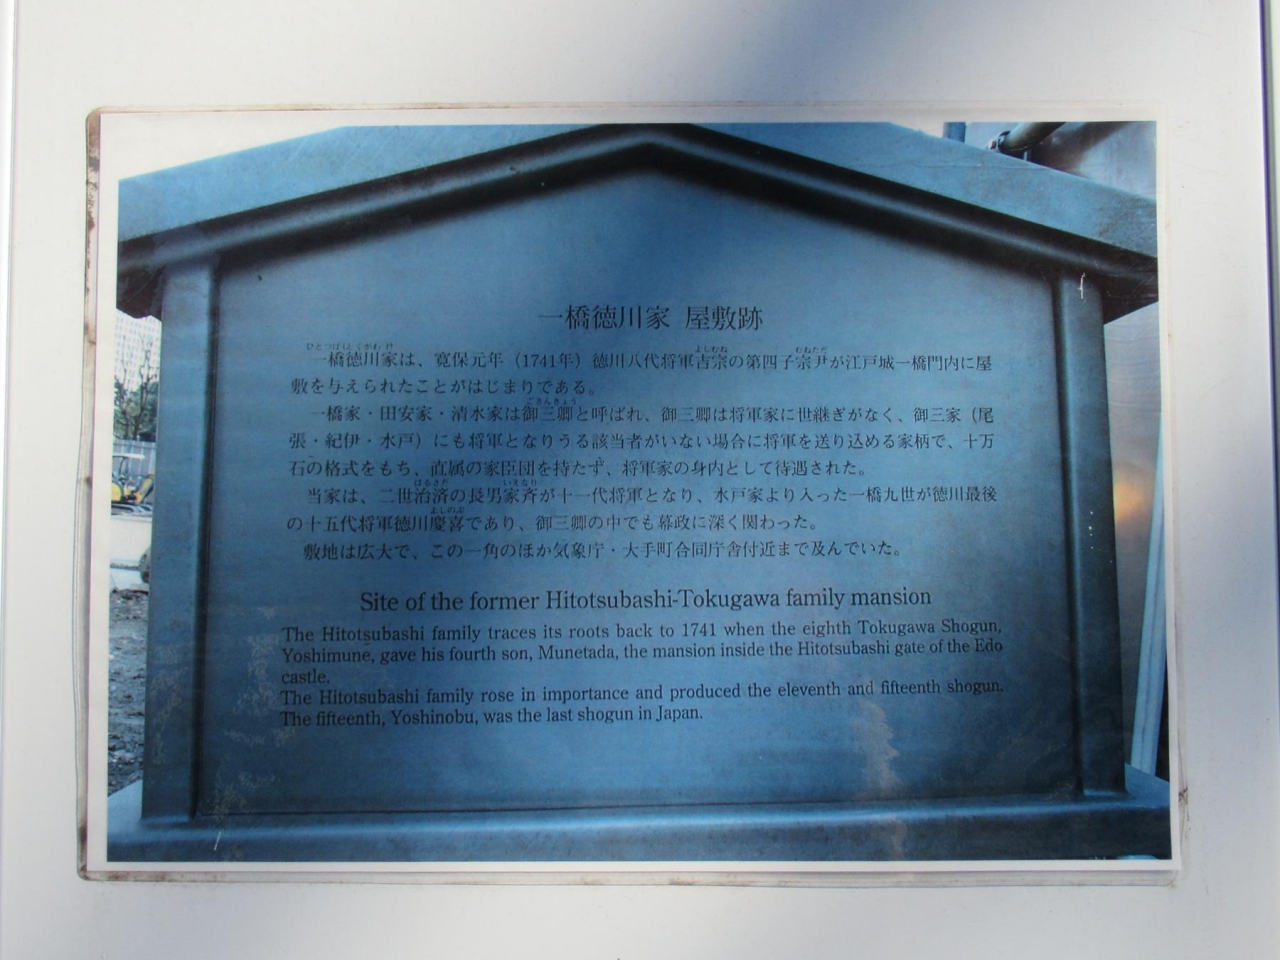 一橋徳川家 屋敷跡
ひとつばしとくがわけ よしむね むねただ
一橋徳川家は、寛保元年（1741年）徳川八代将軍吉宗の第四子宗尹が江戸城一橋門内に屋
敷を与えられたことがはじまりである。
ごさんきょう
一橋家・田安家・清水家は御三卿と呼ばれ、御三卿は将軍家に世継ぎがなく、御三家（尾
張・紀伊・水戸）にも将軍となりうる該当者がいない場合に将軍を送り込める家柄で、十万
石の格式をもち、直属の家臣団を持たず、将軍家の身内として待遇された。
はるさだ いえなり
当家は、二世治済の長男家斉が十一代将軍となり、水戸家より入った一橋九世が徳川最後
よしのぶ
の十五代将軍徳川慶喜であり、御三卿の中でも幕政に深く関わった。
敷地は広大で、この一角のほか気象庁・大手町合同庁舎付近まで及んでいた。
Site of the former Hitotsubashi-Tokugawa family mansion
The Hitotsubashi family traces its roots back to 1741 when the eighth Tokugawa Shogun,
Yoshimune, gave his fourth son, Munetada, the mansion inside the Hitotsubashi gate of the Edo
castle.
The Hitotsubashi family rose in importance and produced the eleventh and fifteenth shogun.
The fifteenth, Yoshinobu, was the last shogun in Japan.